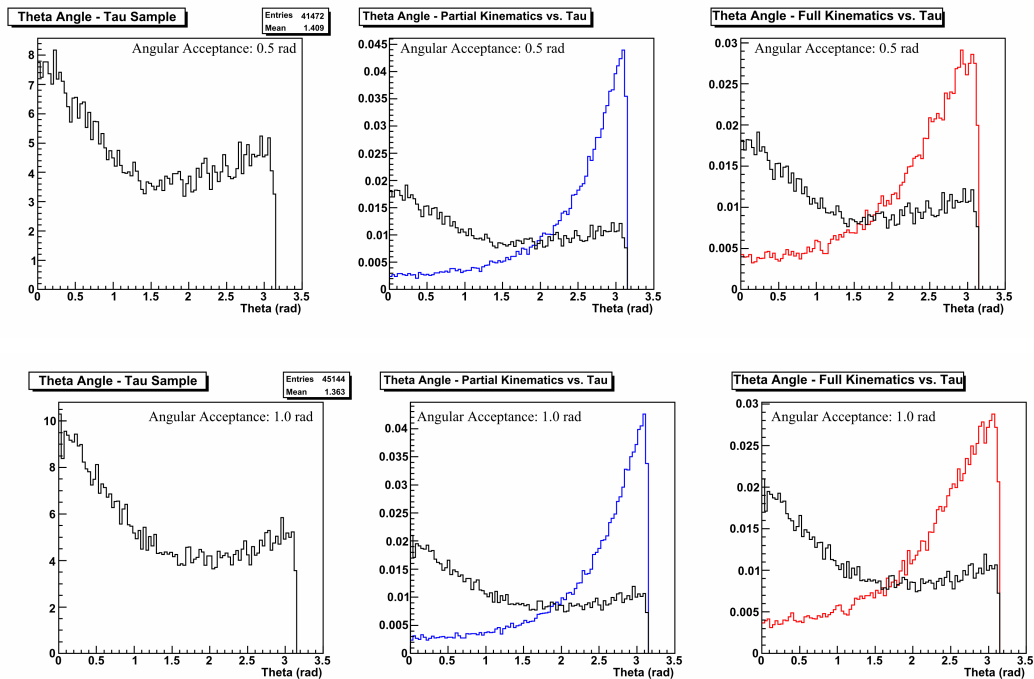 Theta Angle - Tau Sample
Entries 41472
Mean 1.409
Angular Acceptance: 0.5 rad
8
7
6
5
4
3
2
1
0
0 0.5 1 1.5 2 2.5 3 3.5
Theta (rad)
Theta Angle - Partial Kinematics vs. Tau
Angular Acceptance: 0.5 rad
0.045
0.04
0.035
0.03
0.025
0.02
0.015
0.01
0.005
0
0 0.5 1 1.5 2 2.5 3 3.5
Theta (rad)
Theta Angle - Full Kinematics vs. Tau
Angular Acceptance: 0.5 rad
0.03
0.025
0.02
0.015
0.01
0.005
0
0 0.5 1 1.5 2 2.5 3 3.5
Theta (rad)
Theta Angle - Tau Sample
Entries 45144
Mean 1.363
Angular Acceptance: 1.0 rad
10
8
6
4
2
0
0 0.5 1 1.5 2 2.5 3 3.5
Theta (rad)
Theta Angle - Partial Kinematics vs. Tau
Angular Acceptance: 1.0 rad
0.04
0.035
0.03
0.025
0.02
0.015
0.01
0.005
0
0 0.5 1 1.5 2 2.5 3 3.5
Theta (rad)
Theta Angle - Full Kinematics vs. Tau
Angular Acceptance: 1.0 rad
0.03
0.025
0.02
0.015
0.01
0.005
0
0 0.5 1 1.5 2 2.5 3 3.5
Theta (rad)